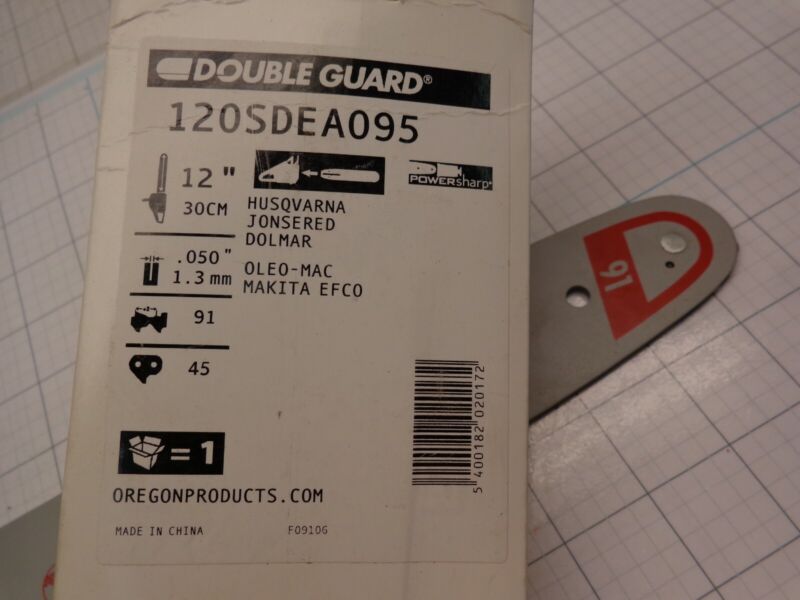 DOUBLE GUARD®
120SDEA095
12"
30CM
.050"
1.3 mm
91
45
POWERsharp®
HUSQVARNA
JONSERED
DOLMAR
OLEO-MAC
MAKITA EFCO
= 1
OREGONPRODUCTS.COM
MADE IN CHINA
F09106
5 400182 020172
91